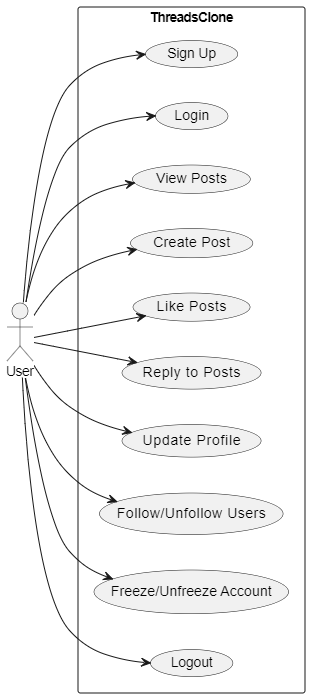 ThreadsClone
Sign Up
Login
View Posts
Create Post
Like Posts
User
Reply to Posts
Update Profile
Follow/Unfollow Users
Freeze/Unfreeze Account
Logout